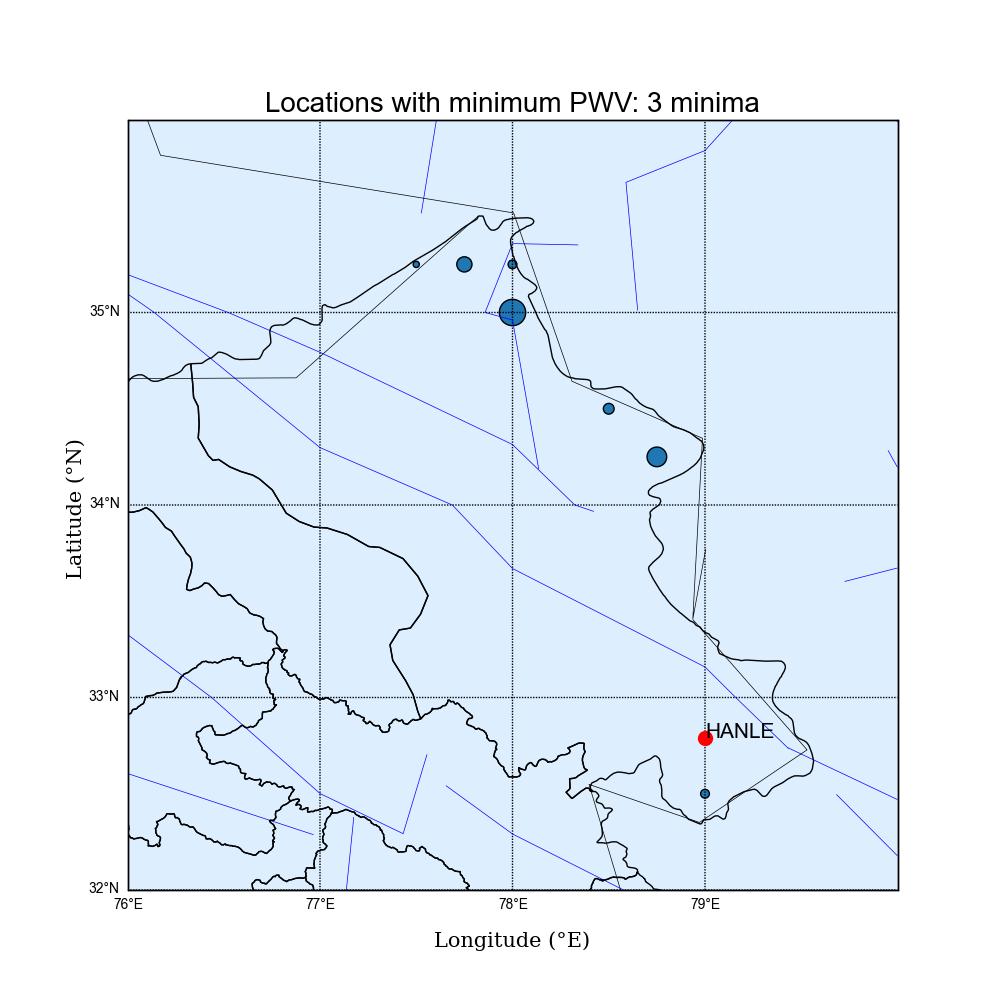 Locations with minimum PWV: 3 minima
35°N
34°N
33°N
HANLE
32°N
76°E
77°E
78°E
79°E
Latitude (°N)
Longitude (°E)